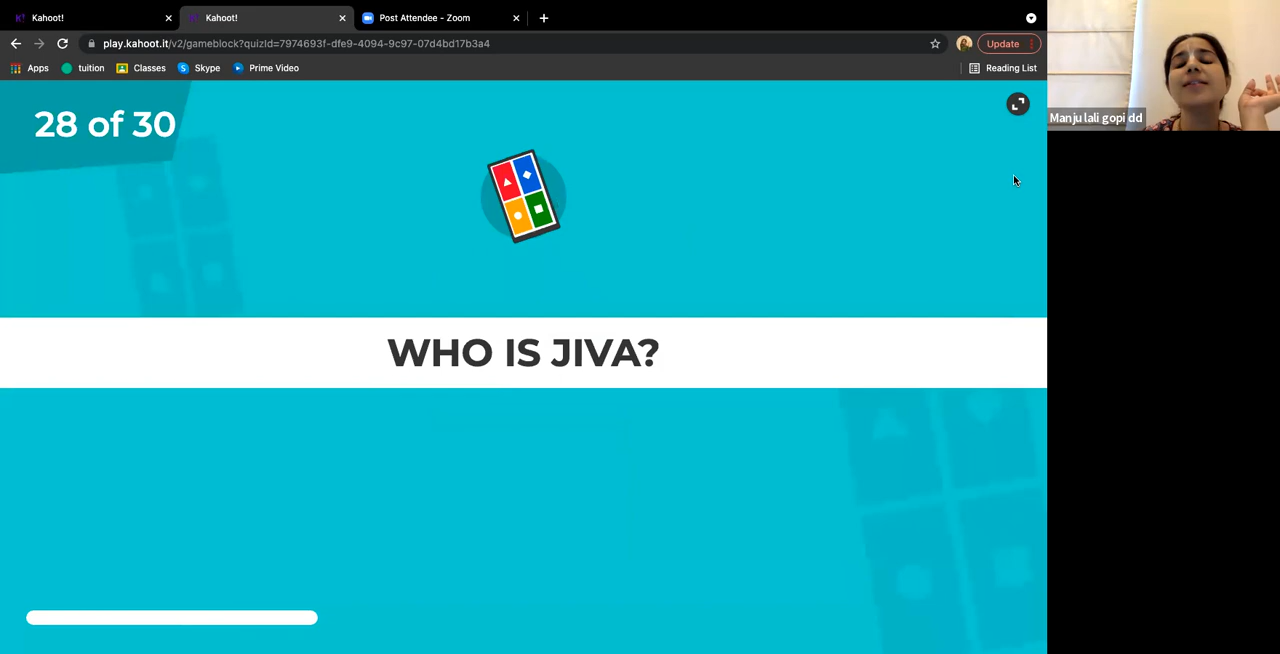 Kahoot!
Kahoot!
Post Attendee - Zoom
play.kahoot.it/v2/gameblock?quizId=7974693f-dfe9-4094-9c97-07d4bd17b3a4
Update
Apps
tuition
Classes
Skype
Prime Video
Reading List
28 of 30
Manju lali gopi dd
WHO IS JIVA?